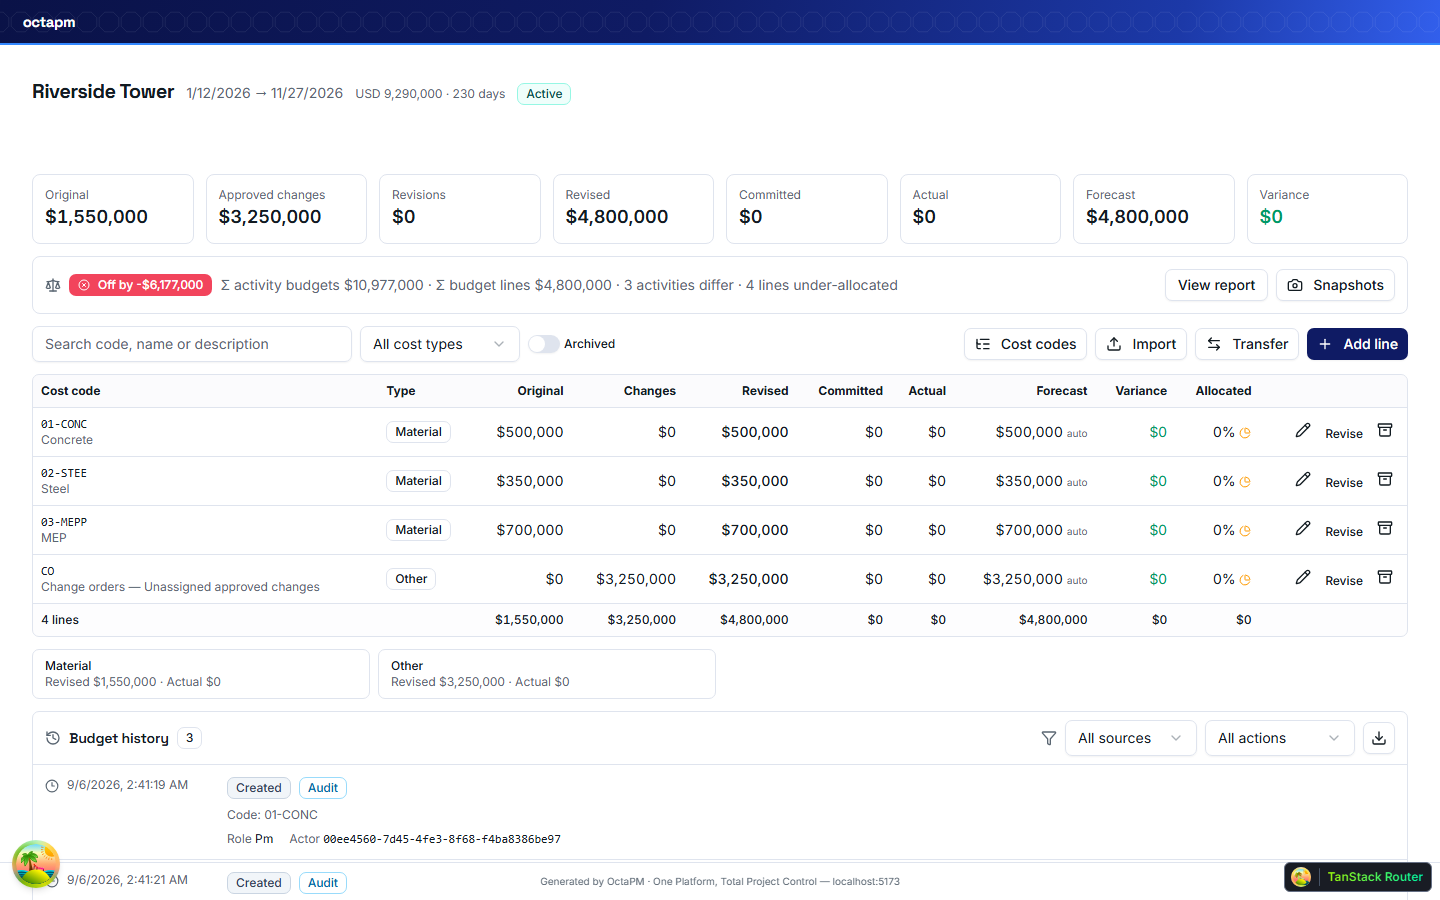 octapm
Riverside Tower 1/12/2026 → 11/27/2026 USD 9,290,000 · 230 days Active
Original Approved changes Revisions Revised Committed Actual Forecast Variance
$1,550,000 $3,250,000 $0 $4,800,000 $0 $0 $4,800,000 $0
Off by -$6,177,000 Σ activity budgets $10,977,000 · Σ budget lines $4,800,000 · 3 activities differ · 4 lines under-allocated View report Snapshots
Search code, name or description All cost types Archived Cost codes Import Transfer + Add line
Cost code Type Original Changes Revised Committed Actual Forecast Variance Allocated
01-CONC
Concrete Material $500,000 $0 $500,000 $0 $0 $500,000 auto $0 0% Revise
02-STEE
Steel Material $350,000 $0 $350,000 $0 $0 $350,000 auto $0 0% Revise
03-MEPP
MEP Material $700,000 $0 $700,000 $0 $0 $700,000 auto $0 0% Revise
CO
Change orders — Unassigned approved changes Other $0 $3,250,000 $3,250,000 $0 $0 $3,250,000 auto $0 0% Revise
4 lines $1,550,000 $3,250,000 $4,800,000 $0 $0 $4,800,000 $0 $0
Material Other
Revised $1,550,000 · Actual $0 Revised $3,250,000 · Actual $0
Budget history 3 All sources All actions
9/6/2026, 2:41:19 AM Created Audit
Code: 01-CONC
Role Pm Actor 00ee4560-7d45-4fe3-8f68-f4ba8386be97
9/6/2026, 2:41:21 AM Created Audit
Generated by OctaPM · One Platform, Total Project Control — localhost:5173
TanStack Router